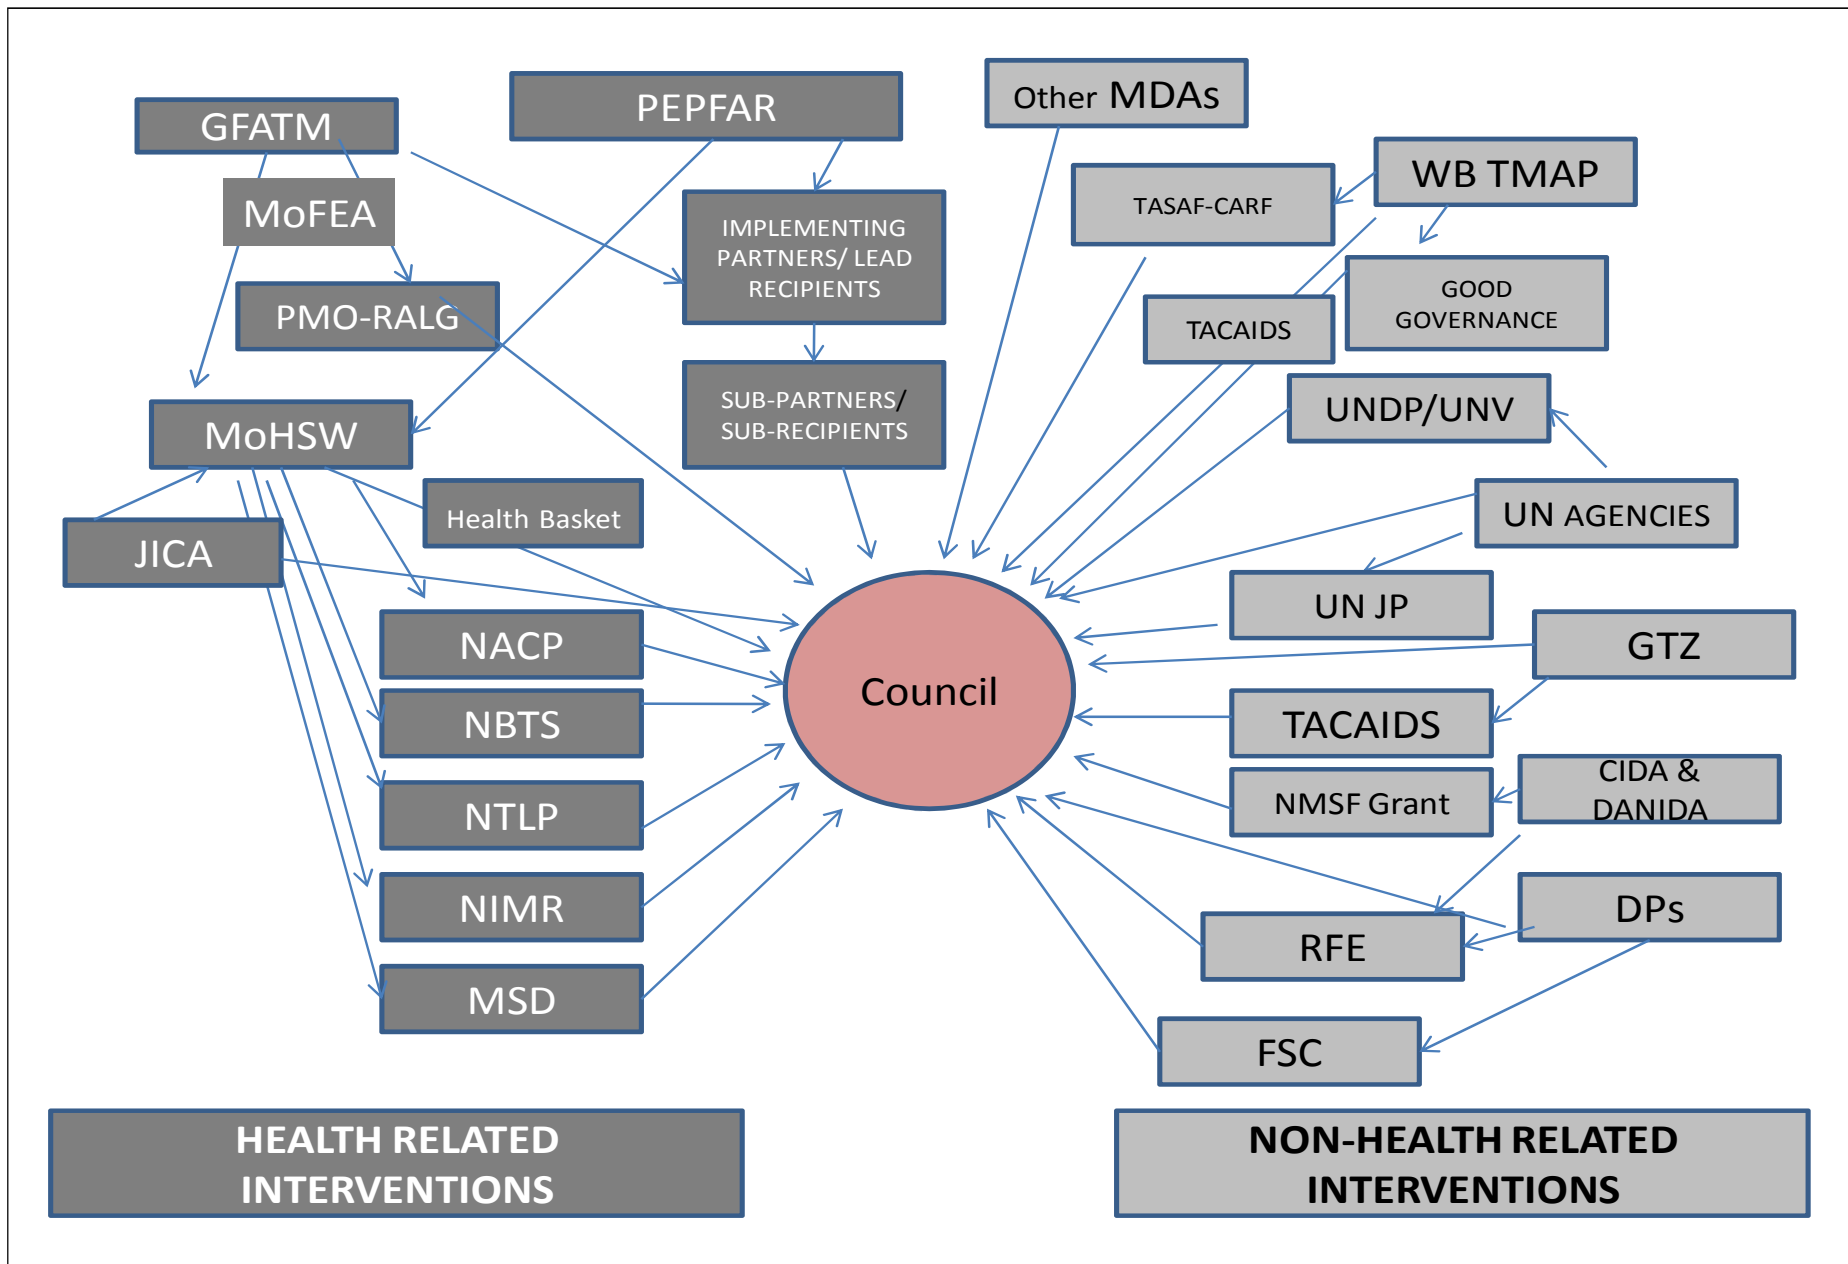 GFATM
PEPFAR
Other MDAs
WB TMAP
MoFEA
IMPLEMENTING
PARTNERS/ LEAD
RECIPIENTS
TASAF-CARF
GOOD
GOVERNANCE
PMO-RALG
TACAIDS
MoHSW
SUB-PARTNERS/
SUB-RECIPIENTS
UNDP/UNV
Health Basket
UN AGENCIES
JICA
UN JP
NACP
GTZ
Council
NBTS
TACAIDS
NTLP
NMSF Grant
CIDA &
DANIDA
NIMR
DPs
RFE
MSD
FSC
HEALTH RELATED
INTERVENTIONS
NON-HEALTH RELATED
INTERVENTIONS